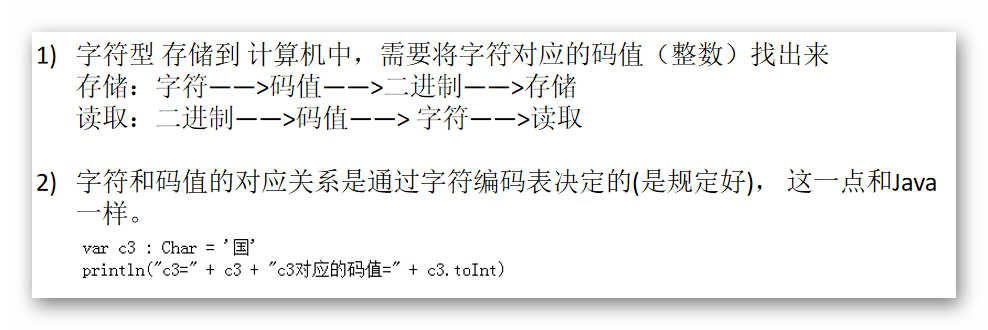 1) 字符型 存储到 计算机中，需要将字符对应的码值（整数）找出来
存储：字符——>码值——>二进制——>存储
读取：二进制——>码值——> 字符——>读取
2) 字符和码值的对应关系是通过字符编码表决定的(是规定好)， 这一点和Java
一样。
var c3 : Char = '国'
println("c3=" + c3 + "c3对应的码值=" + c3.toInt)